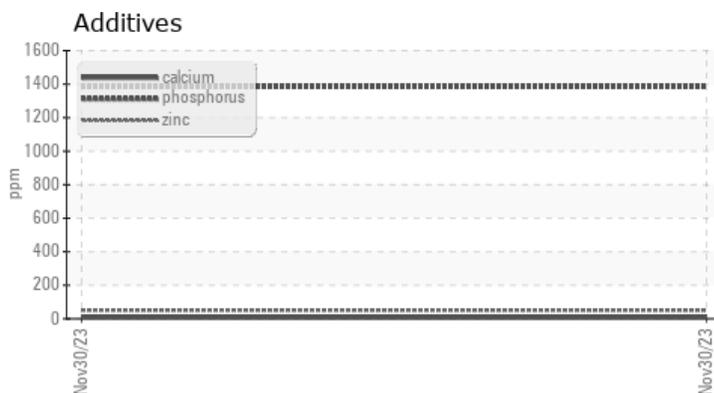 Additives
1600
1400
1200
1000
800
600
400
200
0
ppm
calcium
phosphorus
zinc
Nov30/23
Nov30/23